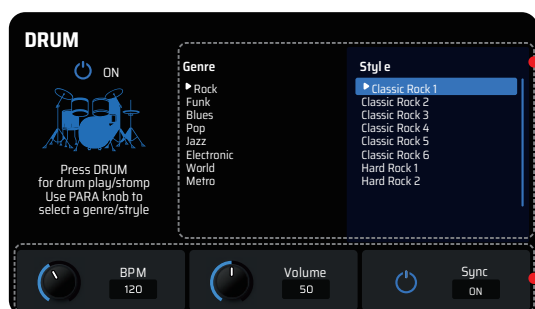 DRUM
ON
Press DRUM
for drum play/stomp
Use PARA knob to
select a genre/stryle
Genre
Rock
Funk
Blues
Pop
Jazz
Electronic
World
Metro
Style
Classic Rock 1
Classic Rock 2
Classic Rock 3
Classic Rock 4
Classic Rock 5
Classic Rock 6
Hard Rock 1
Hard Rock 2
BPM
120
Volume
50
Sync
ON